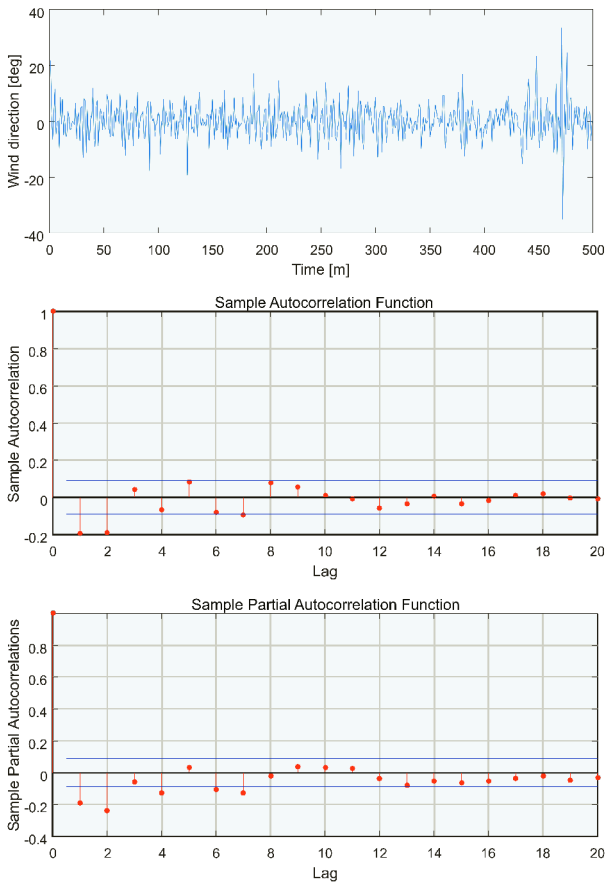 40
20
0
-20
-40
Wind direction [deg]
0 50 100 150 200 250 300 350 400 450 500
Time [m]
Sample Autocorrelation Function
1
0.8
0.6
0.4
0.2
0
-0.2
Sample Autocorrelation
0 2 4 6 8 10 12 14 16 18 20
Lag
Sample Partial Autocorrelation Function
0.8
0.6
0.4
0.2
0
-0.2
-0.4
Sample Partial Autocorrelations
0 2 4 6 8 10 12 14 16 18 20
Lag